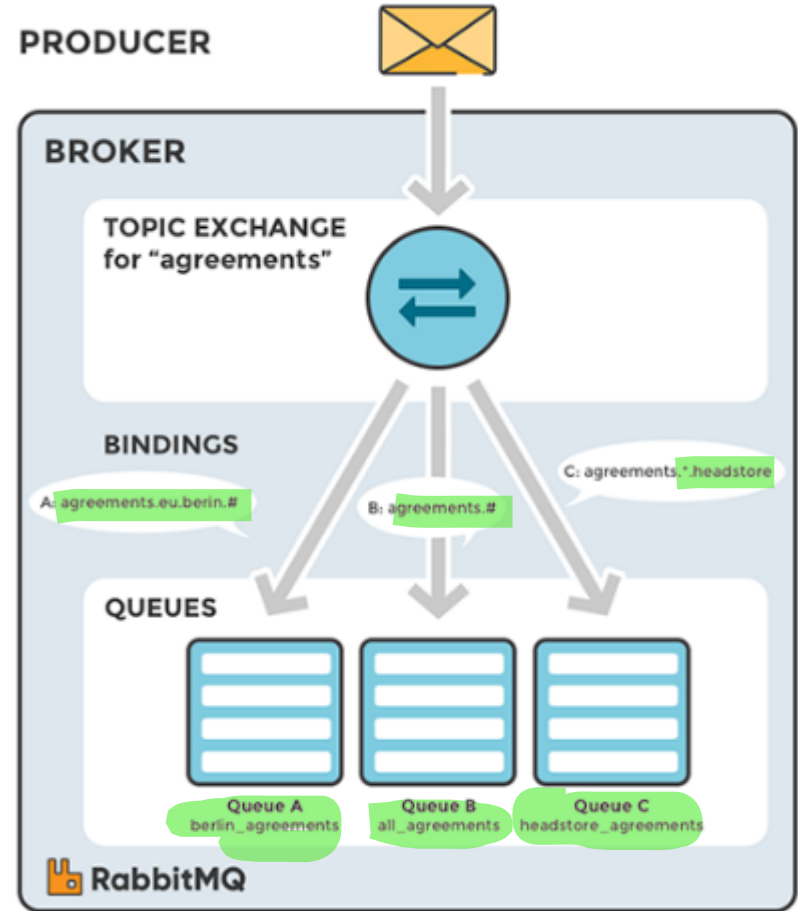 PRODUCER
BROKER
TOPIC EXCHANGE
for “agreements”
BINDINGS
A: agreements.eu.berin.#
B: agreements.#
C: agreements.*.headstore
QUEUES
Queue A
berlin_agreements
Queue B
all_agreements
Queue C
headstore_agreements
RabbitMQ